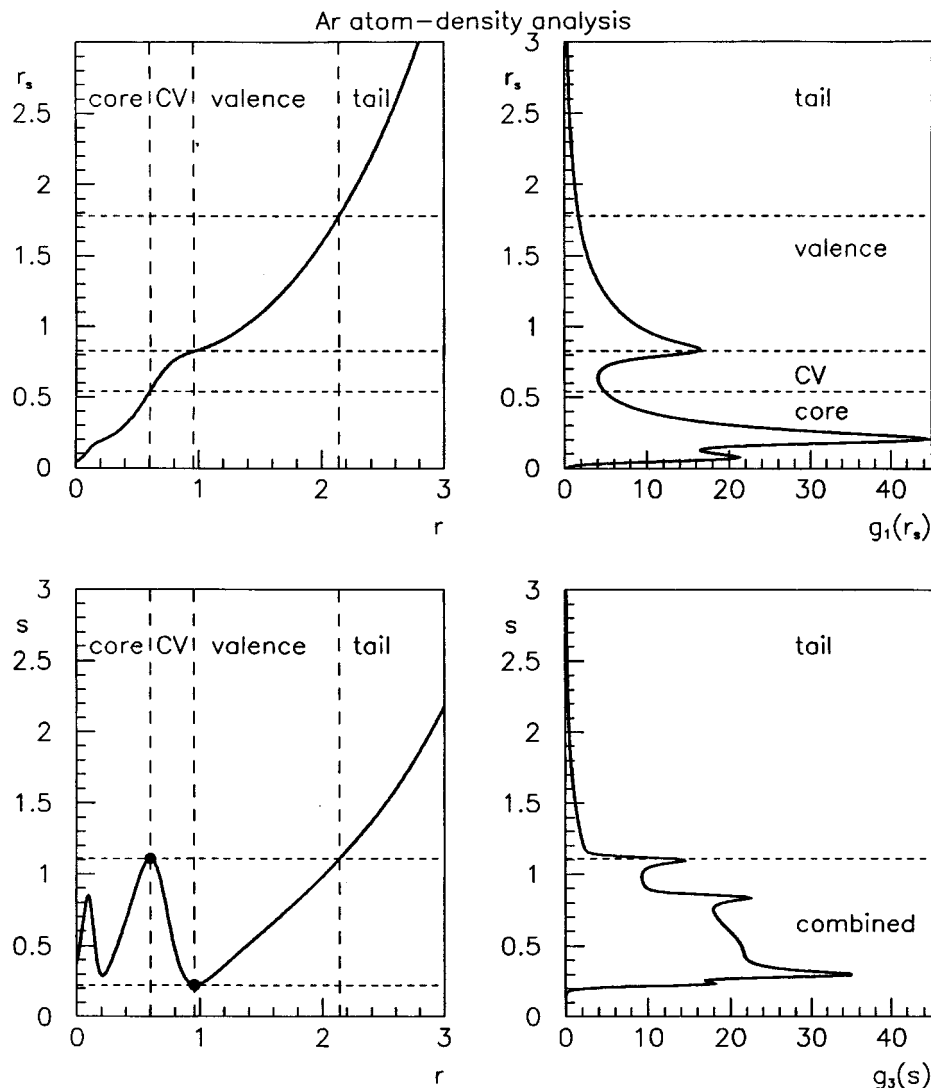 Ar atom-density analysis
3
r_s
core CV valence tail
2.5
2
1.5
1
0.5
0
0 1 2 3
r
3
r_s
tail
2.5
2
valence
1.5
1
CV
0.5
core
0
0 10 20 30 40
g₁(r_s)
3
s
core CV valence tail
2.5
2
1.5
1
0.5
0
0 1 2 3
r
3
s
tail
2.5
2
1.5
1
combined
0.5
0
0 10 20 30 40
g₃(s)